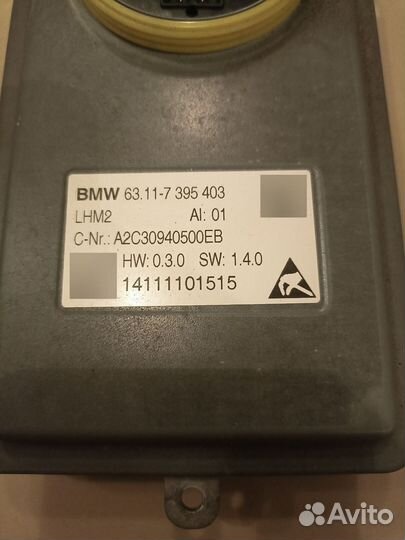 BMW 63.11-7 395 403
LHM2 AI: 01
C-Nr.: A2C30940500EB
HW: 0.3.0 SW: 1.4.0
14111101515
Avito